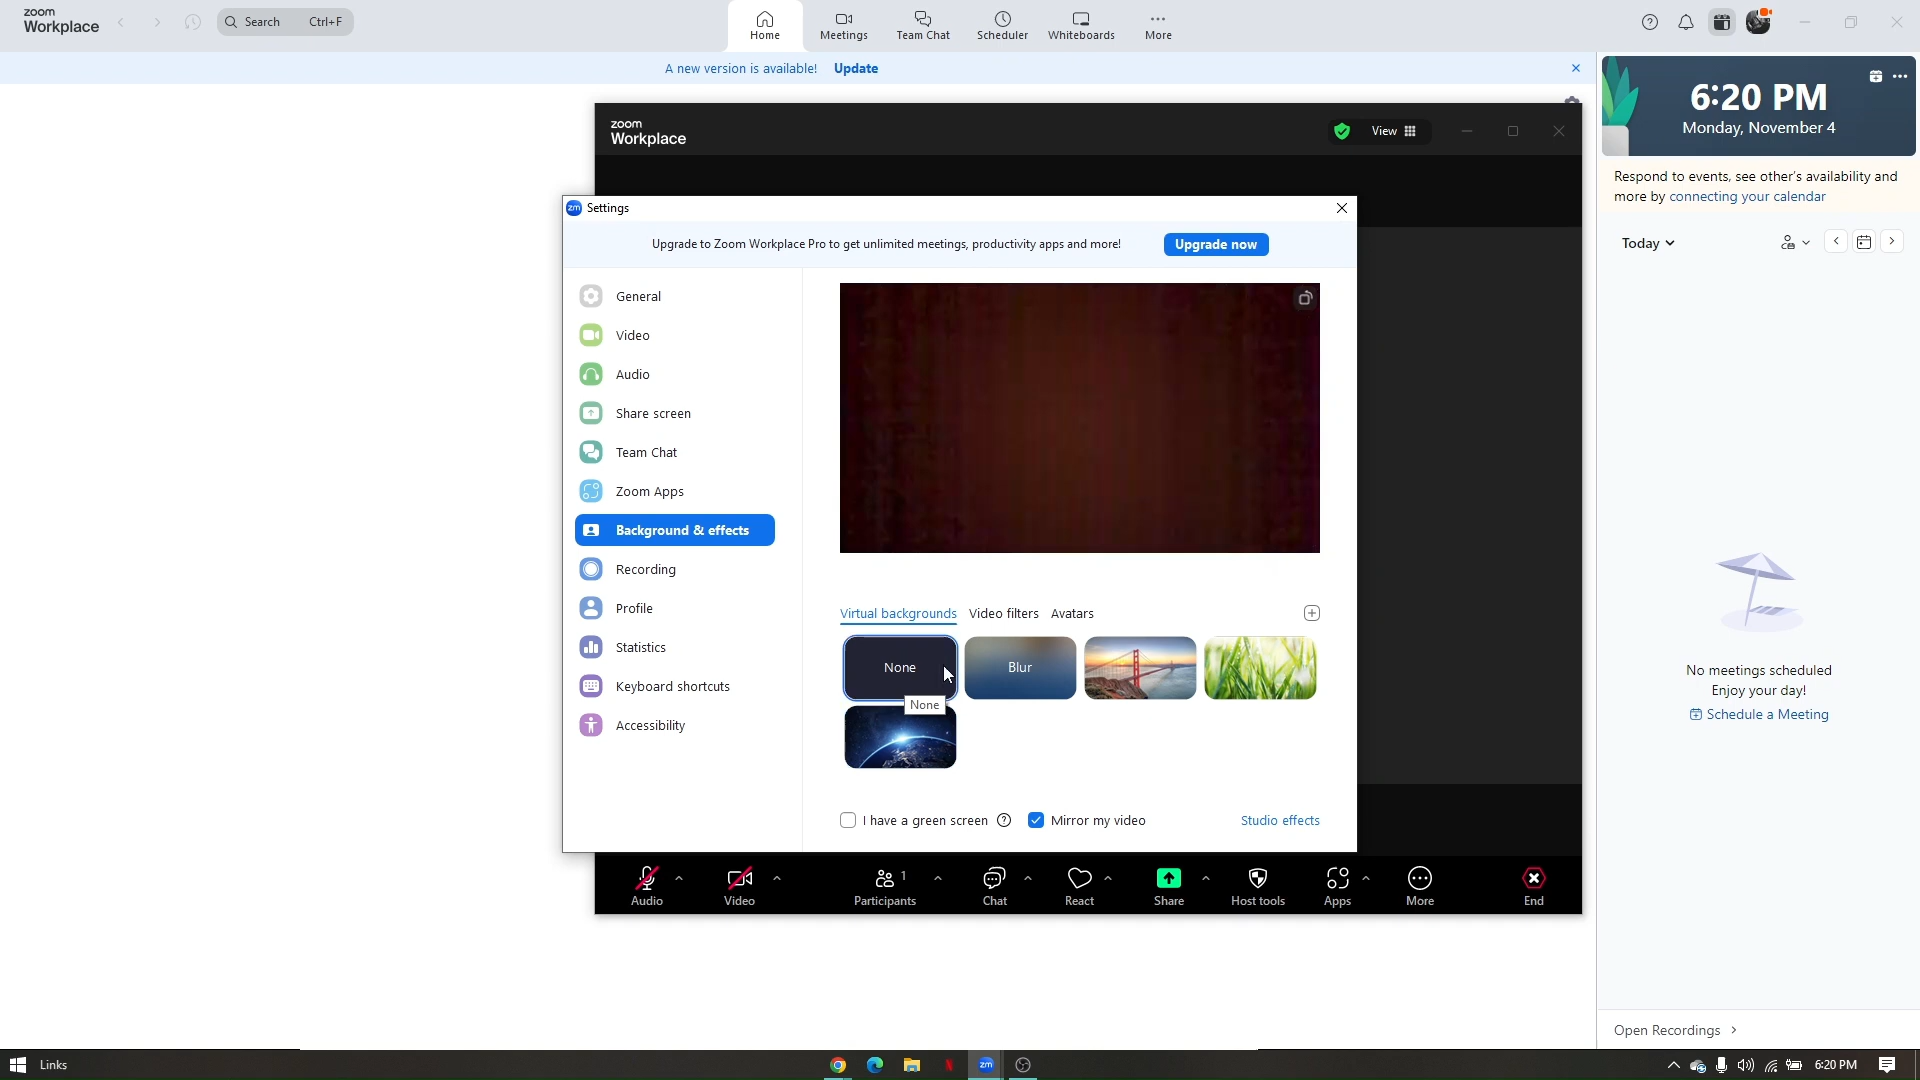 zoom
Workplace
Search Ctrl+F
Home
Meetings
Team Chat
Scheduler
Whiteboards
More
A new version is available! Update
6:20 PM
Monday, November 4
Respond to events, see other's availability and
more by connecting your calendar
Today
No meetings scheduled
Enjoy your day!
Schedule a Meeting
Open Recordings
zoom
Workplace
View
zm Settings
Upgrade to Zoom Workplace Pro to get unlimited meetings, productivity apps and more! Upgrade now
General
Video
Audio
Share screen
Team Chat
Zoom Apps
Background & effects
Recording
Profile
Statistics
Keyboard shortcuts
Accessibility
Virtual backgrounds Video filters Avatars
None
Blur
None
I have a green screen Mirror my video Studio effects
Audio
Video
1
Participants
Chat
React
Share
Host tools
Apps
More
End
Links
zm
6:20 PM